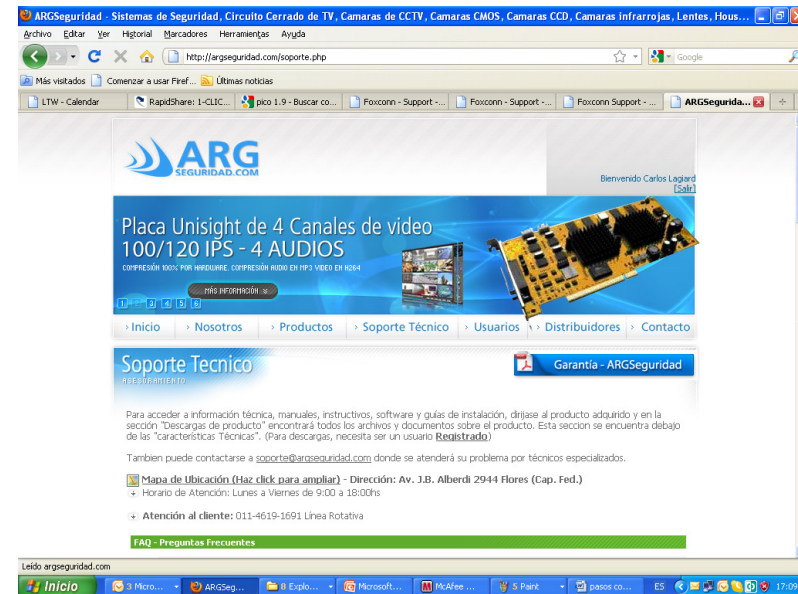 ARGSeguridad - Sistemas de Seguridad, Circuito Cerrado de TV, Camaras de CCTV, Camaras CMOS, Camaras CCD, Camaras infrarrojas, Lentes, Hous...
Archivo Editar Ver Historial Marcadores Herramientas Ayuda
http://argseguridad.com/soporte.php Google
Más visitados Comenzar a usar Firef... Últimas noticias
LTW - Calendar RapidShare: 1-CLIC... pico 1.9 - Buscar co... Foxconn - Support -... Foxconn - Support -... Foxconn Support - ... ARGSegurida...
ARG
SEGURIDAD.COM
Bienvenido Carlos Lagiard
[Salir]
Placa Unisight de 4 Canales de video
100/120 IPS - 4 AUDIOS
COMPRESIÓN 100% POR HARDWARE. COMPRESIÓN AUDIO EN MP3 VIDEO EN H264
MÁS INFORMACIÓN
1 3 4 5 6
Inicio Nosotros Productos Soporte Técnico Usuarios Distribuidores Contacto
Soporte Tecnico
ASESORAMIENTO
Garantía - ARGSeguridad
Para acceder a información técnica, manuales, instructivos, software y guías de instalación, dirijase al producto adquirido y en la
sección "Descargas de producto" encontrará todos los archivos y documentos sobre el producto. Esta seccion se encuentra debajo
de las "características Técnicas". (Para descargas, necesita ser un usuario Registrado)
Tambien puede contactarse a soporte@argseguridad.com donde se atenderá su problema por técnicos especializados.
Mapa de Ubicación (Haz click para ampliar) - Dirección: Av. J.B. Alberdi 2944 Flores (Cap. Fed.)
Horario de Atención: Lunes a Viernes de 9:00 a 18:00hs
Atención al cliente: 011-4619-1691 Línea Rotativa
FAQ - Preguntas Frecuentes
Leído argseguridad.com
Inicio 3 Micro... ARGSeg... 8 Explo... Microsoft... McAfee ... 5 Paint pasos co... ES 17:09